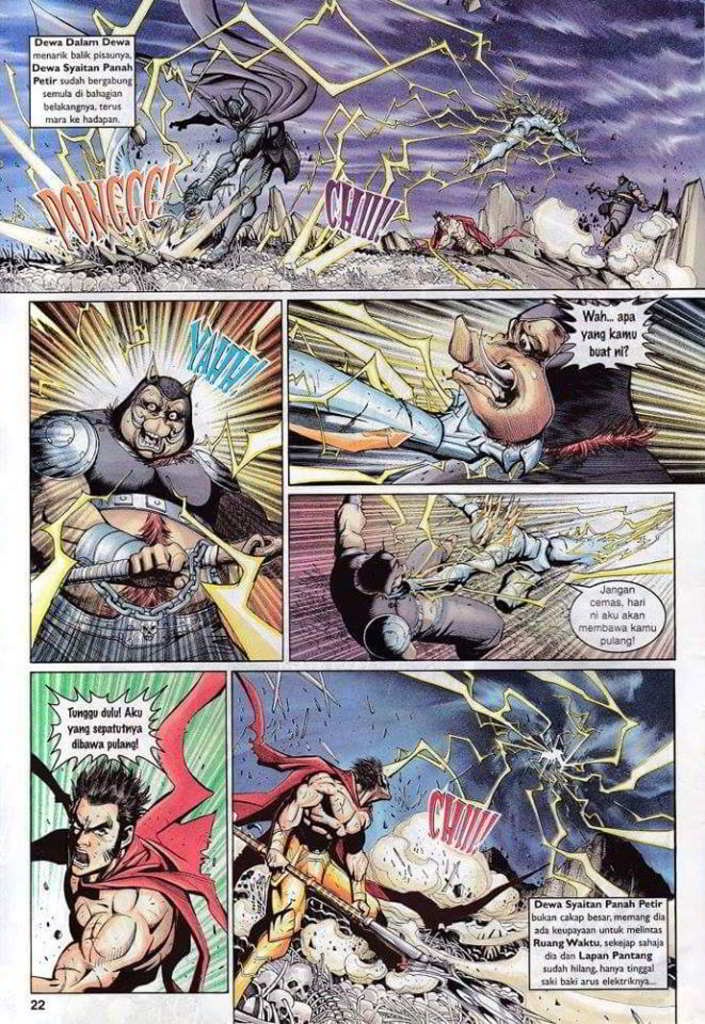 Dewa Dalam Dewa
menarik balik pisaunya,
Dewa Syaitan Panah
Petir sudah bergabung
semula di bahagian
belakangnya, terus
mara ke hadapan.
PONGGGG!
CHIII!
YAHH!
Wah... apa
yang kamu
buat ni?
Jangan
cemas, hari
ni aku akan
membawa kamu
pulang!
Tunggu dulu! Aku
yang sepatutnya
dibawa pulang!
CHIII!
Dewa Syaitan Panah Petir
bukan cakap besar, memang dia
ada keupayaan untuk melintas
Ruang Waktu, sekejap sahaja
dia dan Lapan Pantang
sudah hilang, hanya tinggal
saki baki arus elektriknya...
22